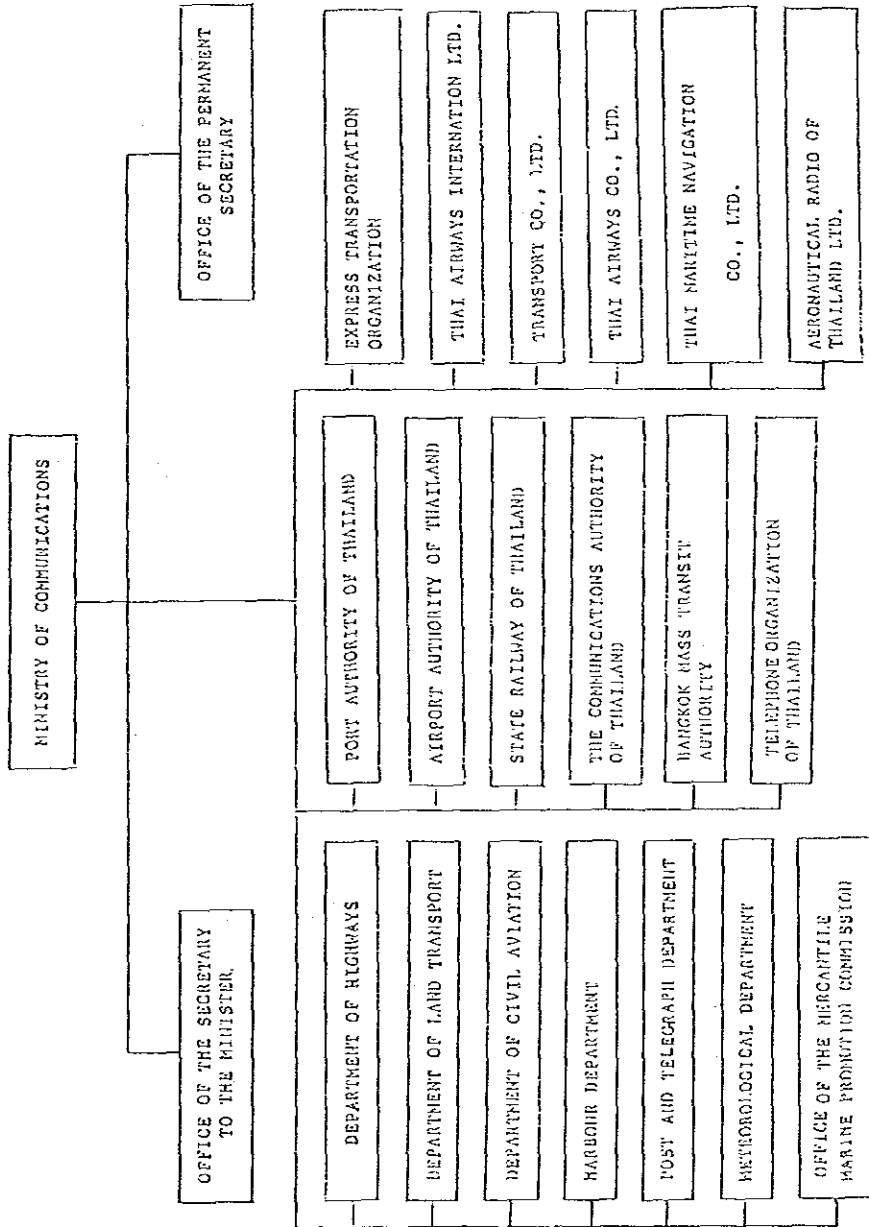 MINISTRY OF COMMUNICATIONS
OFFICE OF THE SECRETARY
TO THE MINISTER
OFFICE OF THE PERMANENT
SECRETARY
DEPARTMENT OF HIGHWAYS
DEPARTMENT OF LAND TRANSPORT
DEPARTMENT OF CIVIL AVIATION
HARBOUR DEPARTMENT
POST AND TELEGRAPH DEPARTMENT
METEOROLOGICAL DEPARTMENT
OFFICE OF THE MERCANTILE
MARINE PROMOTION COMMISSION
PORT AUTHORITY OF THAILAND
AIRPORT AUTHORITY OF THAILAND
STATE RAILWAY OF THAILAND
THE COMMUNICATIONS AUTHORITY
OF THAILAND
BANGKOK MASS TRANSIT
AUTHORITY
TELEPHONE ORGANIZATION
OF THAILAND
EXPRESS TRANSPORTATION
ORGANIZATION
THAI AIRWAYS INTERNATION LTD.
TRANSPORT CO., LTD.
THAI AIRWAYS CO., LTD.
THAI MARITIME NAVIGATION
CO., LTD.
AERONAUTICAL RADIO OF
THAILAND LTD.